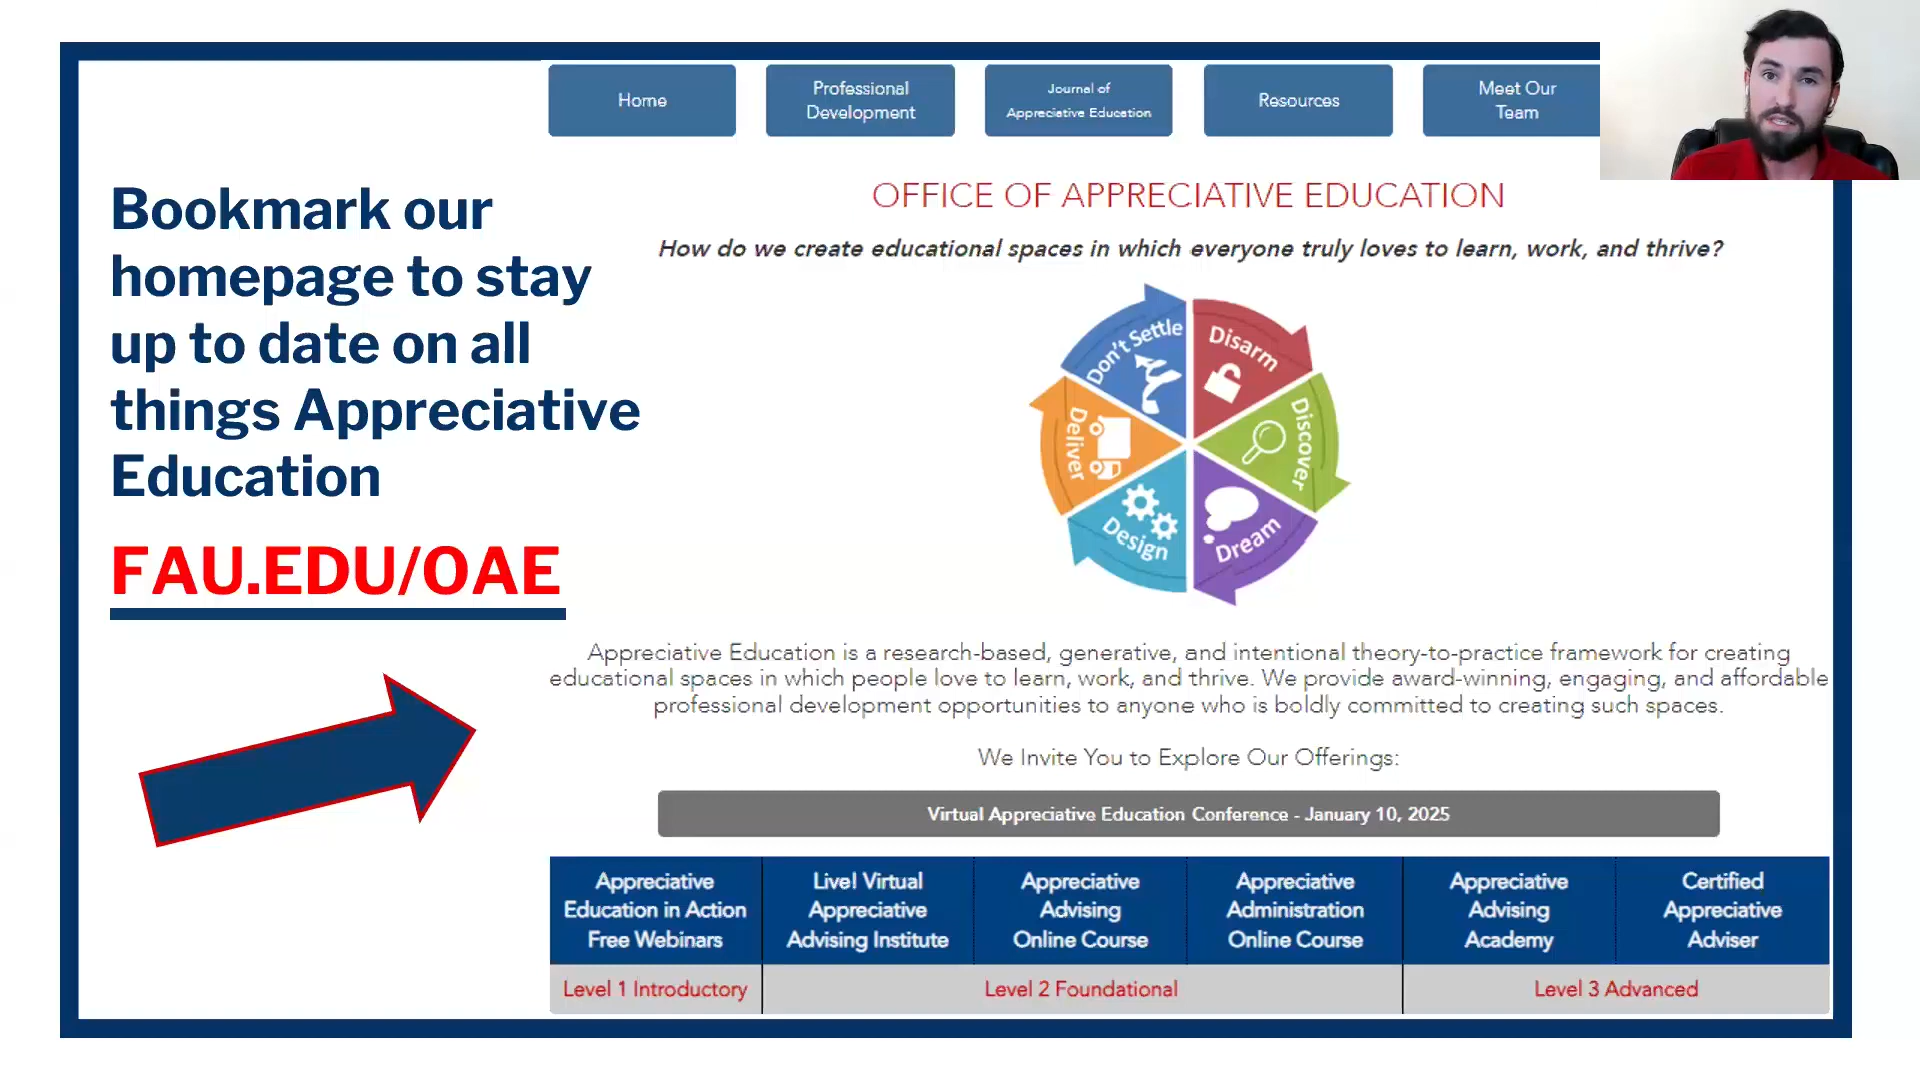 Home
Professional
Development
Journal of
Appreciative Education
Resources
Meet Our
Team
Bookmark our
homepage to stay
up to date on all
things Appreciative
Education
FAU.EDU/OAE
OFFICE OF APPRECIATIVE EDUCATION
How do we create educational spaces in which everyone truly loves to learn, work, and thrive?
Disarm
Discover
Dream
Design
Deliver
Don't Settle
Appreciative Education is a research-based, generative, and intentional theory-to-practice framework for creating
educational spaces in which people love to learn, work, and thrive. We provide award-winning, engaging, and affordable
professional development opportunities to anyone who is boldly committed to creating such spaces.
We Invite You to Explore Our Offerings:
Virtual Appreciative Education Conference - January 10, 2025
Appreciative
Education in Action
Free Webinars
Live! Virtual
Appreciative
Advising Institute
Appreciative
Advising
Online Course
Appreciative
Administration
Online Course
Appreciative
Advising
Academy
Certified
Appreciative
Adviser
Level 1 Introductory
Level 2 Foundational
Level 3 Advanced